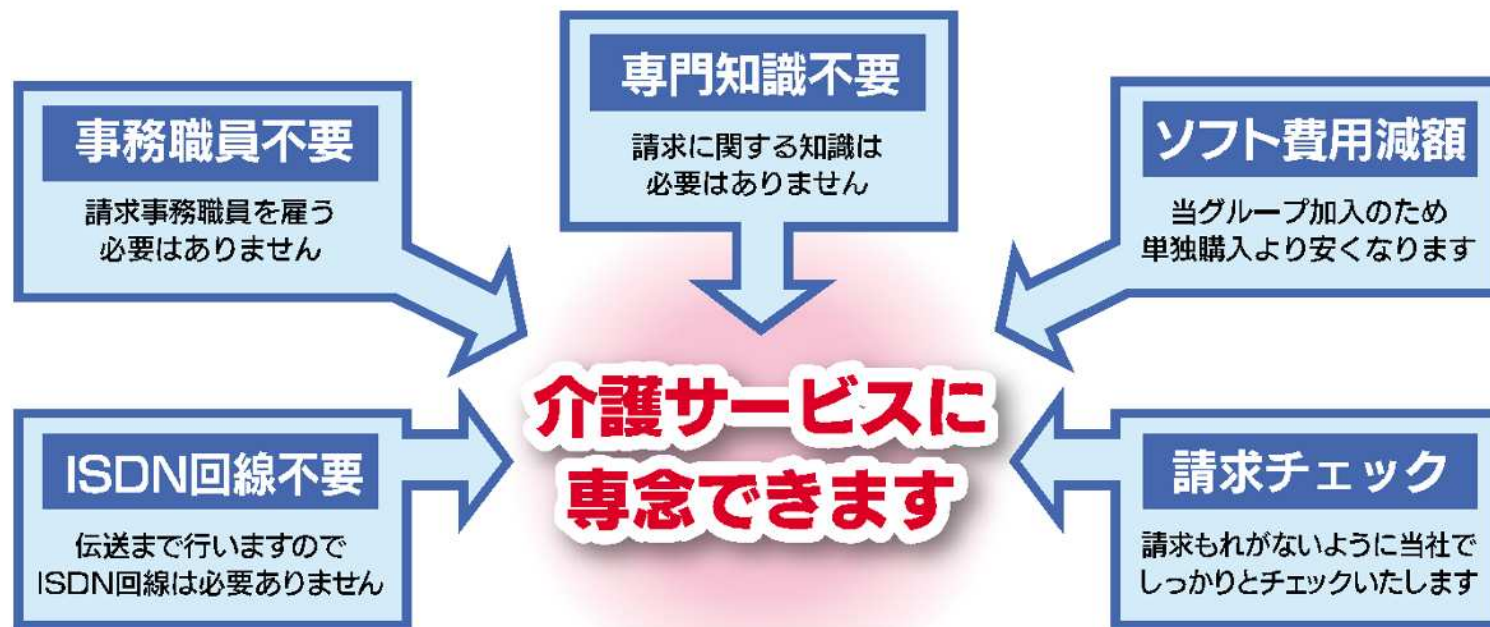 専門知識不要
請求に関する知識は
必要はありません
事務職員不要
請求事務職員を雇う
必要はありません
ソフト費用減額
当グループ加入のため
単独購入より安くなります
介護サービスに
専念できます
ISDN回線不要
伝送まで行いますので
ISDN回線は必要ありません
請求チェック
請求もれがないように当社で
しっかりとチェックいたします